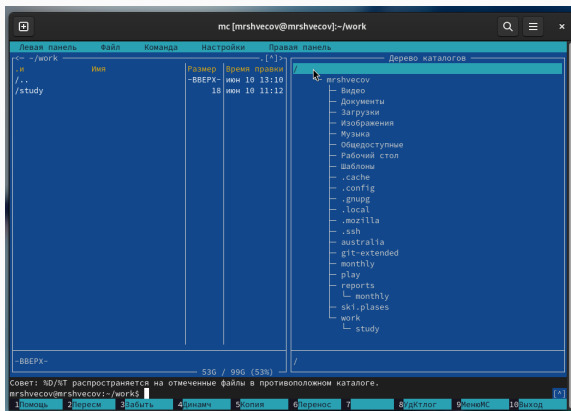 mc [mrshvecov@mrshvecov]:~/work
Левая панель Файл Команда Настройки Правая панель
<- ~/work .[^]>
Дерево каталогов
.и Имя Размер Время правки
/.. -ВВЕРХ- июн 10 13:10
/study 18 июн 10 11:12
/
mrshvecov
Видео
Документы
Загрузки
Изображения
Музыка
Общедоступные
Рабочий стол
Шаблоны
.cache
.config
.gnupg
.local
.mozilla
.ssh
australia
git-extended
monthly
play
reports
monthly
ski.plases
work
study
-ВВЕРХ-
/
53G / 99G (53%)
Совет: %D/%T распространяется на отмеченные файлы в противоположном каталоге.
mrshvecov@mrshvecov:~/work$ [^]
1Помощь 2Пересм 3Забыть 4Динамч 5Копия 6Перенос 7 8УдКтлог 9МенюМС 10Выход